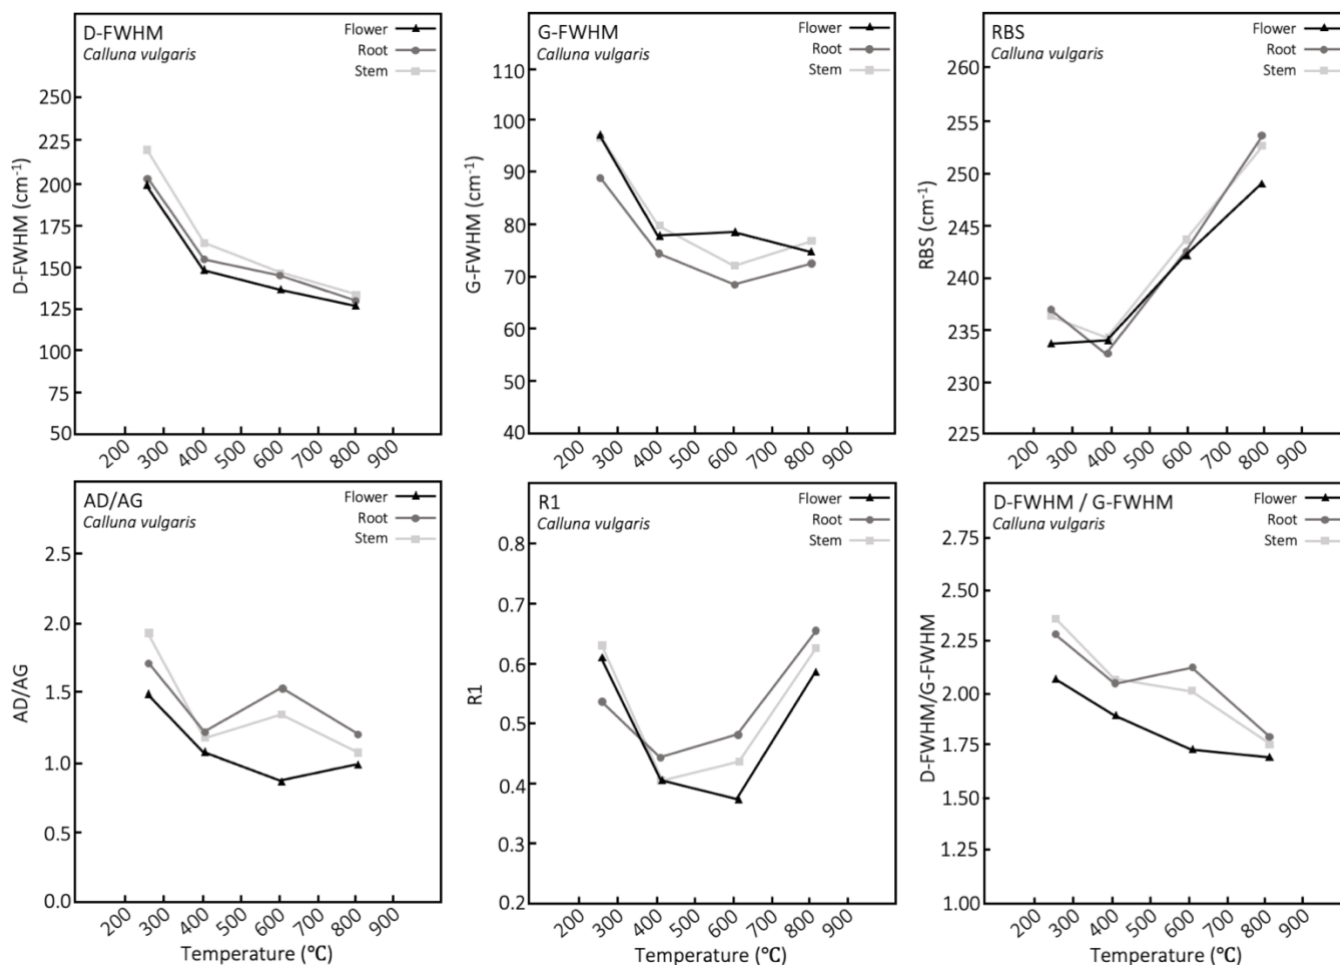 D-FWHM
Calluna vulgaris
Flower
Root
Stem
D-FWHM (cm-1)
250
225
200
175
150
125
100
75
50
200
300
400
500
600
700
800
900
G-FWHM
Calluna vulgaris
Flower
Root
Stem
G-FWHM (cm-1)
110
100
90
80
70
60
50
40
200
300
400
500
600
700
800
900
RBS
Calluna vulgaris
Flower
Root
Stem
RBS (cm-1)
260
255
250
245
240
235
230
225
200
300
400
500
600
700
800
900
AD/AG
Calluna vulgaris
Flower
Root
Stem
AD/AG
2.5
2.0
1.5
1.0
0.5
0.0
200
300
400
500
600
700
800
900
Temperature (°C)
R1
Calluna vulgaris
Flower
Root
Stem
R1
0.8
0.7
0.6
0.5
0.4
0.3
0.2
200
300
400
500
600
700
800
900
Temperature (°C)
D-FWHM / G-FWHM
Calluna vulgaris
Flower
Root
Stem
D-FWHM/G-FWHM
2.75
2.50
2.25
2.00
1.75
1.50
1.25
1.00
200
300
400
500
600
700
800
900
Temperature (°C)